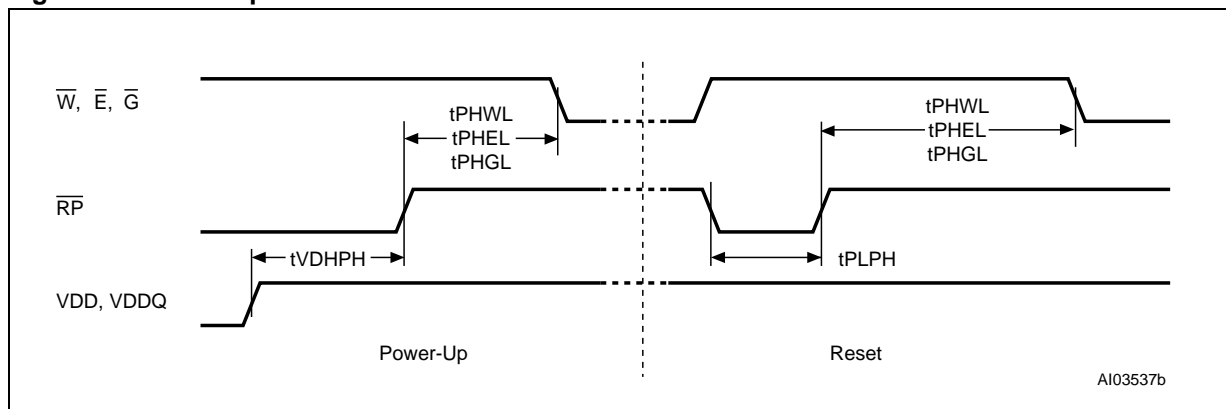 W, E, G
tPHWL
tPHEL
tPHGL
tPHWL
tPHEL
tPHGL
RP
tVDHPH
tPLPH
VDD, VDDQ
Power-Up
Reset
AI03537b